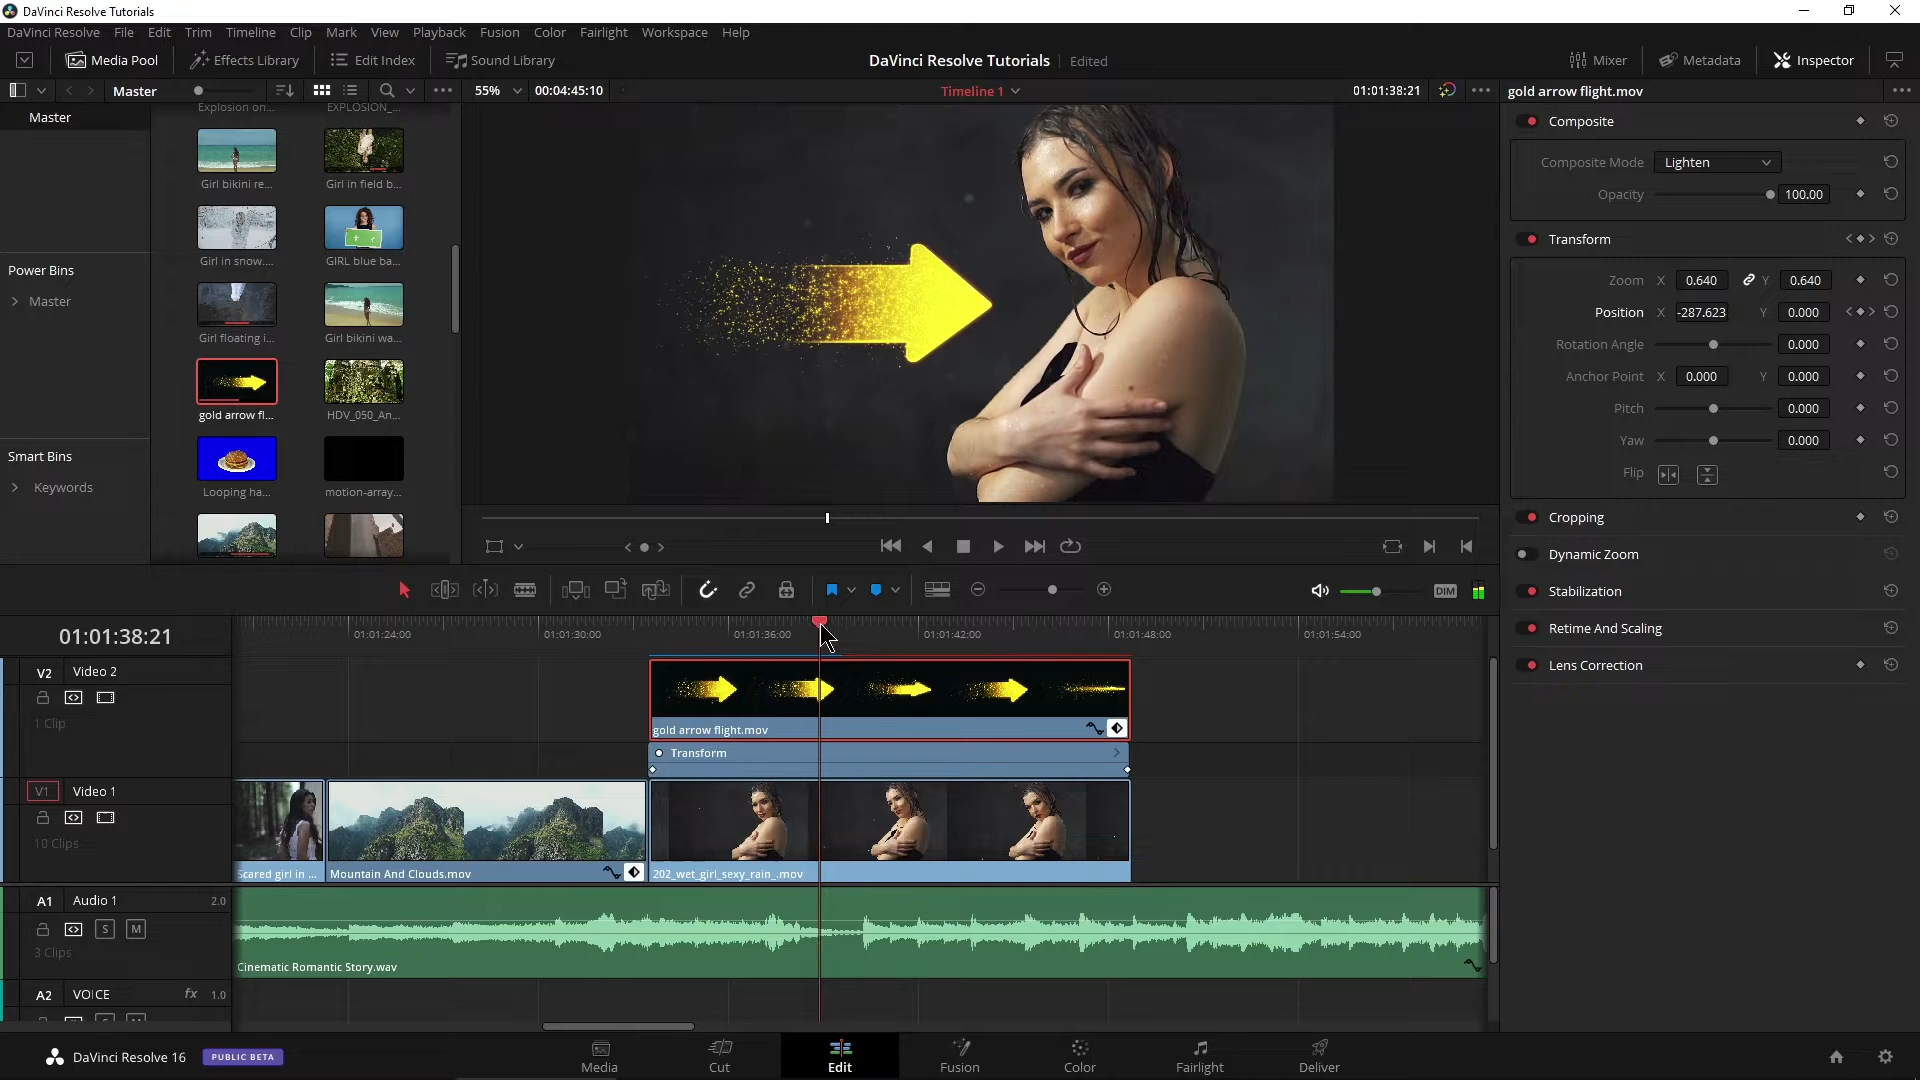 DaVinci Resolve Tutorials
DaVinci Resolve File Edit Trim Timeline Clip Mark View Playback Fusion Color Fairlight Workspace Help
Media Pool Effects Library Edit Index Sound Library DaVinci Resolve Tutorials Edited Mixer Metadata Inspector
Master 55% 00:04:45:10 Timeline 1 01:01:38:21 gold arrow flight.mov
Master
Explosion on... EXPLOSION_...
Girl bikini re... Girl in field b...
Girl in snow.... GIRL blue ba...
Girl floating i... Girl bikini wa...
gold arrow fl... HDV_050_An...
Looping ha... motion-array...
Power Bins
Master
Smart Bins
Keywords
Composite
Composite Mode Lighten
Opacity 100.00
Transform
Zoom X 0.640 Y 0.640
Position X -287.623 Y 0.000
Rotation Angle 0.000
Anchor Point X 0.000 Y 0.000
Pitch 0.000
Yaw 0.000
Flip
Cropping
Dynamic Zoom
Stabilization
Retime And Scaling
Lens Correction
DIM
01:01:38:21 01:01:24:00 01:01:30:00 01:01:36:00 01:01:42:00 01:01:48:00 01:01:54:00
V2 Video 2
1 Clip
gold arrow flight.mov
Transform
V1 Video 1
10 Clips
Scared girl in ... Mountain And Clouds.mov 202_wet_girl_sexy_rain_.mov
A1 Audio 1 2.0
S M
3 Clips
Cinematic Romantic Story.wav
A2 VOICE fx 1.0
DaVinci Resolve 16 PUBLIC BETA
Media Cut Edit Fusion Color Fairlight Deliver